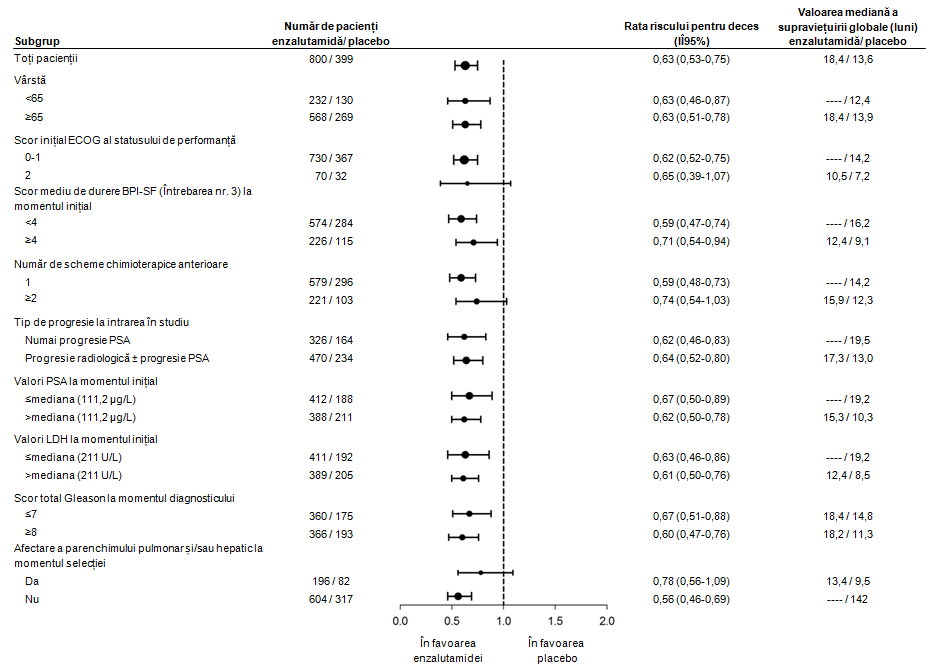 Subgrup Număr de pacienți enzalutamidă/ placebo Rata riscului pentru deces (IÎ95%) Valoarea mediană a supraviețuirii globale (luni) enzalutamidă/ placebo
Toți pacienții 800 / 399 0,63 (0,53-0,75) 18,4 / 13,6
Vârstă
<65 232 / 130 0,63 (0,46-0,87) ---- / 12,4
≥65 568 / 269 0,63 (0,51-0,78) 18,4 / 13,9
Scor inițial ECOG al statusului de performanță
0-1 730 / 367 0,62 (0,52-0,75) ---- / 14,2
2 70 / 32 0,65 (0,39-1,07) 10,5 / 7,2
Scor mediu de durere BPI-SF (Întrebarea nr. 3) la
momentul inițial
<4 574 / 284 0,59 (0,47-0,74) ---- / 16,2
≥4 226 / 115 0,71 (0,54-0,94) 12,4 / 9,1
Număr de scheme chimioterapice anterioare
1 579 / 296 0,59 (0,48-0,73) ---- / 14,2
≥2 221 / 103 0,74 (0,54-1,03) 15,9 / 12,3
Tip de progresie la intrarea în studiu
Numai progresie PSA 326 / 164 0,62 (0,46-0,83) ---- / 19,5
Progresie radiologică ± progresie PSA 470 / 234 0,64 (0,52-0,80) 17,3 / 13,0
Valori PSA la momentul inițial
≤mediana (111,2 µg/L) 412 / 188 0,67 (0,50-0,89) ---- / 19,2
>mediana (111,2 µg/L) 388 / 211 0,62 (0,50-0,78) 15,3 / 10,3
Valori LDH la momentul inițial
≤mediana (211 U/L) 411 / 192 0,63 (0,46-0,86) ---- / 19,2
>mediana (211 U/L) 389 / 205 0,61 (0,50-0,76) 12,4 / 8,5
Scor total Gleason la momentul diagnosticului
≤7 360 / 175 0,67 (0,51-0,88) 18,4 / 14,8
≥8 366 / 193 0,60 (0,47-0,76) 18,2 / 11,3
Afectare a parenchimului pulmonar și/sau hepatic la
momentul selecției
Da 196 / 82 0,78 (0,56-1,09) 13,4 / 9,5
Nu 604 / 317 0,56 (0,46-0,69) ---- / 142
0.0 0.5 1.0 1.5 2.0
În favoarea enzalutamidei
În favoarea placebo